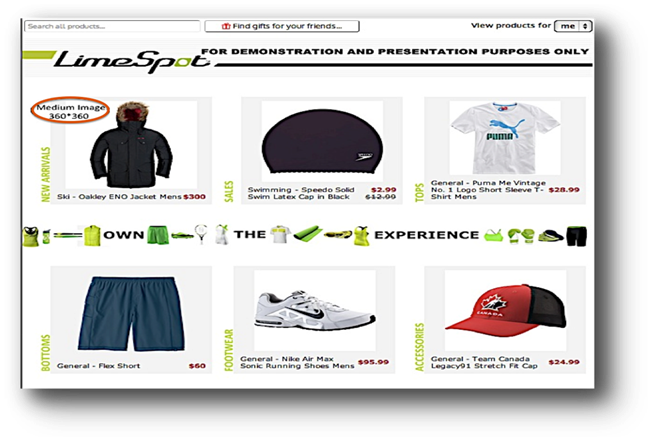 Search all products...
Find gifts for your friends...
View products for me
LimeSpot
FOR DEMONSTRATION AND PRESENTATION PURPOSES ONLY
Medium Image
360*360
NEW ARRIVALS
Ski - Oakley ENO Jacket Mens $300
SALES
Swimming - Speedo Solid
Swim Latex Cap in Black
$2.99
$12.99
TOPS
PUMA
General - Puma Me Vintage
No. 1 Logo Short Sleeve T-
Shirt Mens
$28.99
OWN THE EXPERIENCE
BOTTOMS
General - Flex Short $60
FOOTWEAR
General - Nike Air Max
Sonic Running Shoes Mens
$95.99
ACCESSORIES
CANADA
General - Team Canada
Legacy91 Stretch Fit Cap
$24.99